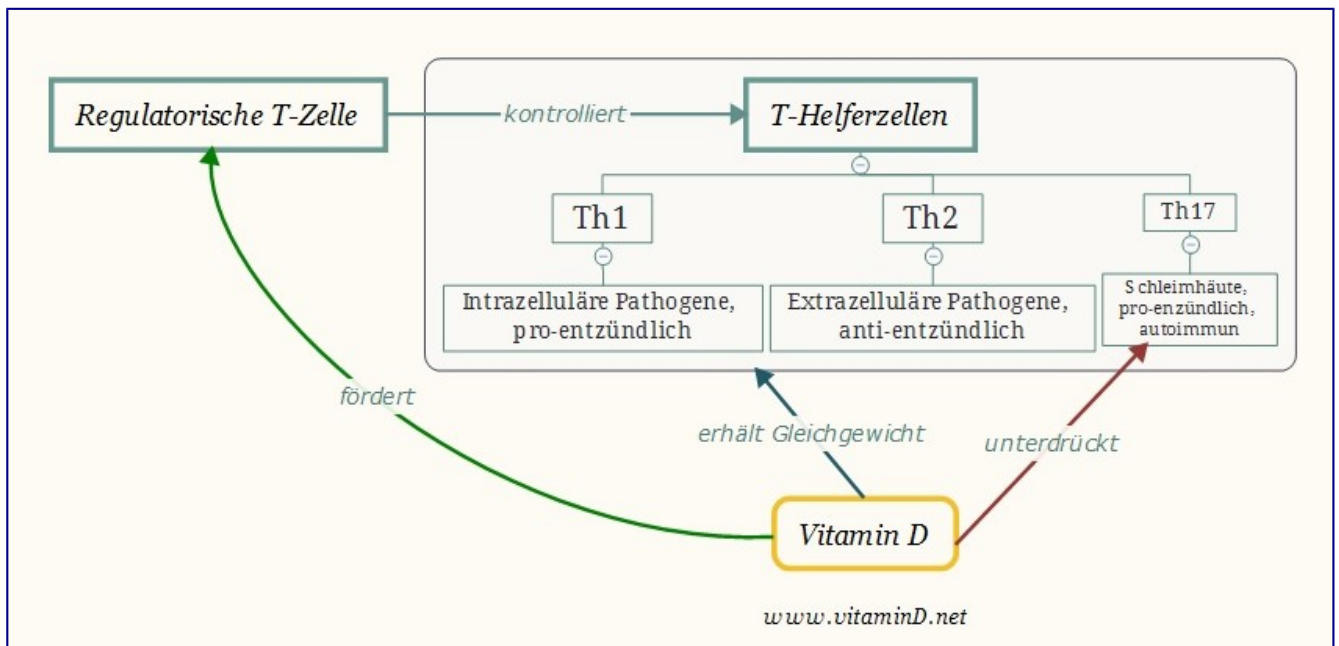 Regulatorische T-Zelle
kontrolliert
T-Helferzellen
Th1
Th2
Th17
Intrazelluläre Pathogene,
pro-entzündlich
Extrazelluläre Pathogene,
anti-entzündlich
Schleimhäute,
pro-enzündlich,
autoimmun
fördert
erhält Gleichgewicht
unterdrückt
Vitamin D
www.vitaminD.net